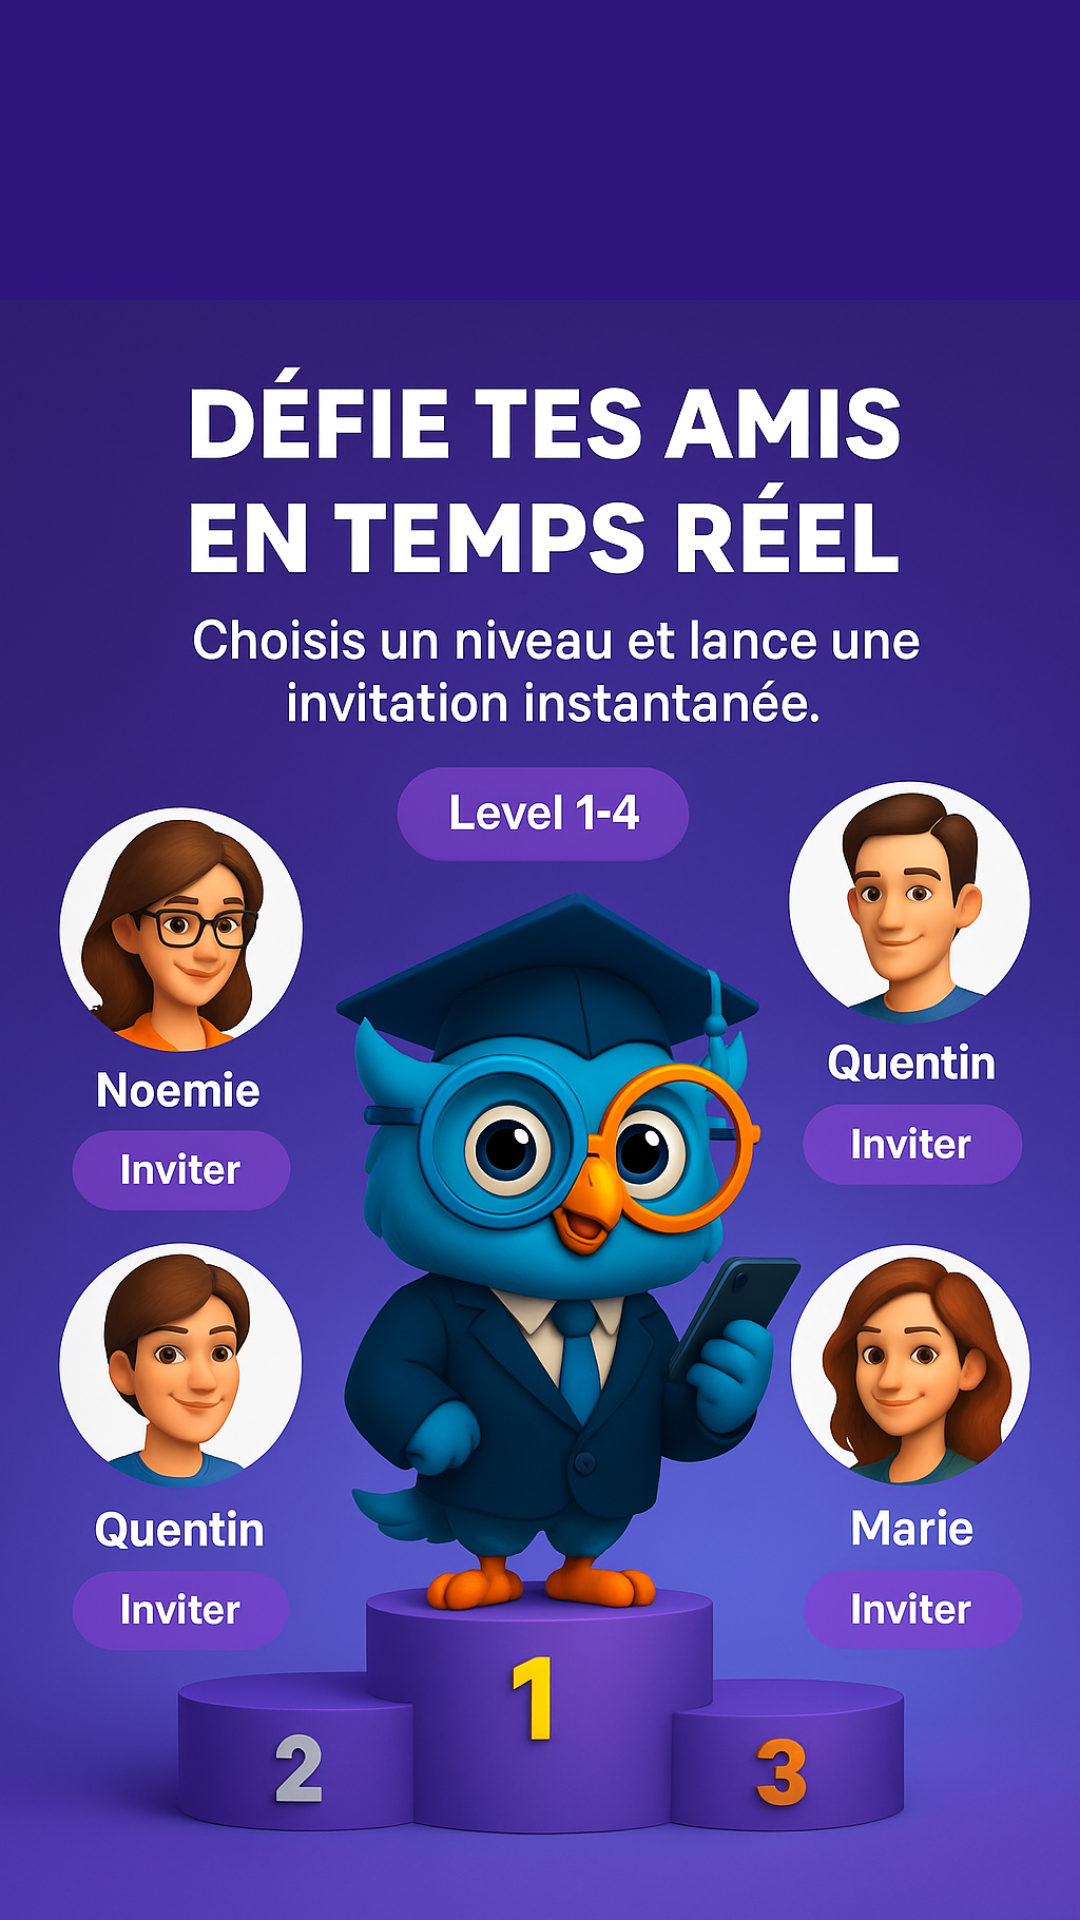 DÉFIE TES AMIS
EN TEMPS RÉEL
Choisis un niveau et lance une
invitation instantanée.
Level 1-4
Noemie
Inviter
Quentin
Inviter
Quentin
Inviter
Marie
Inviter
1
2
3